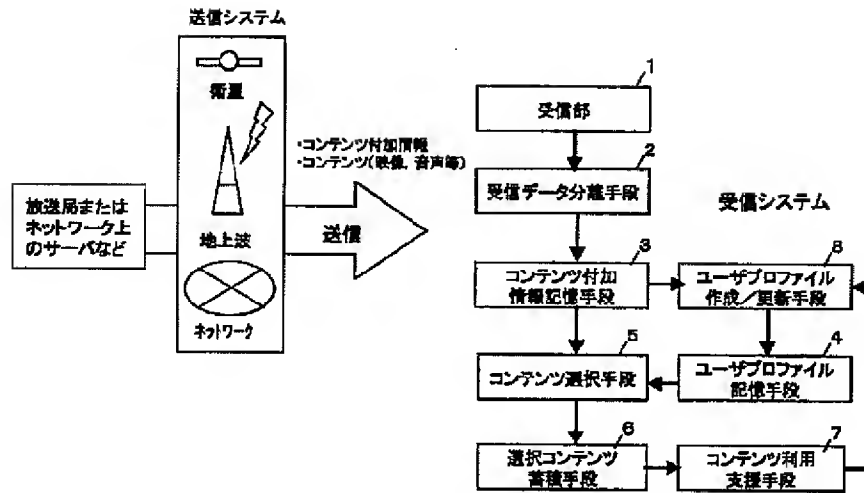 送信システム
衛星
地上波
ネットワーク
放送局または
ネットワーク上
のサーバなど
・コンテンツ付加情報
・コンテンツ(映像, 音声等)
送信
受信システム
1
受信部
2
受信データ分離手段
3
コンテンツ付加
情報記憶手段
8
ユーザプロファイル
作成/更新手段
5
コンテンツ選択手段
4
ユーザプロファイル
記憶手段
6
選択コンテンツ
蓄積手段
7
コンテンツ利用
支援手段